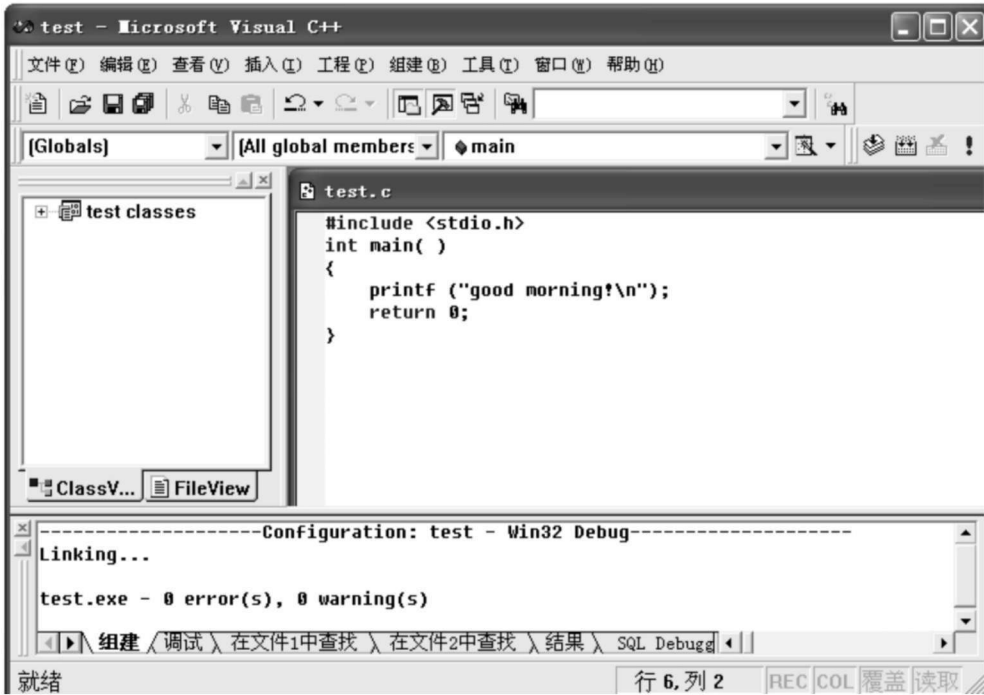 test - Microsoft Visual C++
文件(F) 编辑(E) 查看(V) 插入(I) 工程(P) 组建(B) 工具(T) 窗口(W) 帮助(H)
(Globals) (All global members main
test classes
test.c
#include <stdio.h>
int main( )
{
printf ("good morning!\n");
return 0;
}
ClassV... FileView
--------------------Configuration: test - Win32 Debug--------------------
Linking...
test.exe - 0 error(s), 0 warning(s)
组建 调试 在文件1中查找 在文件2中查找 结果 SQL Debugg
就绪 行 6,列 2 REC COL 覆盖 读取